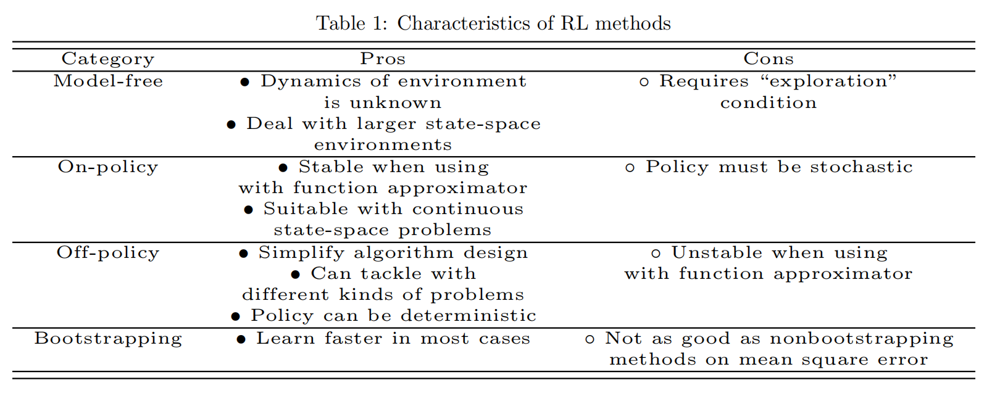 Table 1: Characteristics of RL methods
Category Pros Cons
Model-free ● Dynamics of environment ○ Requires “exploration”
is unknown condition
● Deal with larger state-space
environments
On-policy ● Stable when using ○ Policy must be stochastic
with function approximator
● Suitable with continuous
state-space problems
Off-policy ● Simplify algorithm design ○ Unstable when using
● Can tackle with with function approximator
different kinds of problems
● Policy can be deterministic
Bootstrapping ● Learn faster in most cases ○ Not as good as nonbootstrapping
methods on mean square error